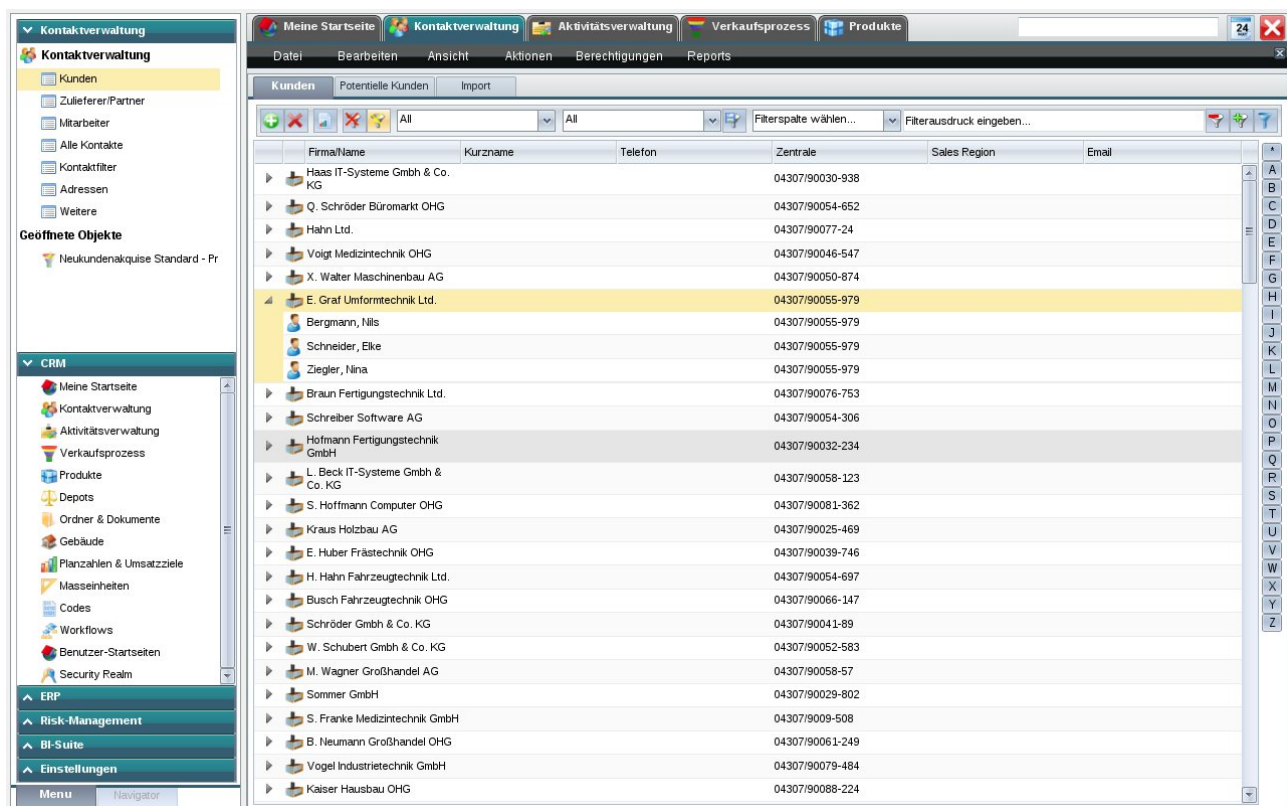 Kontaktverwaltung
Kontaktverwaltung
Kunden
Zulieferer/Partner
Mitarbeiter
Alle Kontakte
Kontaktfilter
Adressen
Weitere
Geöffnete Objekte
Neukundenakquise Standard - Pr
CRM
Meine Startseite
Kontaktverwaltung
Aktivitätsverwaltung
Verkaufsprozess
Produkte
Depots
Ordner & Dokumente
Gebäude
Planzahlen & Umsatzziele
Masseinheiten
Codes
Workflows
Benutzer-Startseiten
Security Realm
ERP
Risk-Management
BI-Suite
Einstellungen
Menu Navigator
Meine Startseite Kontaktverwaltung Aktivitätsverwaltung Verkaufsprozess Produkte 24
Datei Bearbeiten Ansicht Aktionen Berechtigungen Reports
Kunden Potentielle Kunden Import
All All Filterspalte wählen... Filterausdruck eingeben...
Firma/Name Kurzname Telefon Zentrale Sales Region Email
Haas IT-Systeme Gmbh & Co. KG 04307/90030-938
Q. Schröder Büromarkt OHG 04307/90054-652
Hahn Ltd. 04307/90077-24
Voigt Medizintechnik OHG 04307/90046-547
X. Walter Maschinenbau AG 04307/90050-874
E. Graf Umformtechnik Ltd. 04307/90055-979
Bergmann, Nils 04307/90055-979
Schneider, Elke 04307/90055-979
Ziegler, Nina 04307/90055-979
Braun Fertigungstechnik Ltd. 04307/90076-753
Schreiber Software AG 04307/90054-306
Hofmann Fertigungstechnik GmbH 04307/90032-234
L. Beck IT-Systeme Gmbh & Co. KG 04307/90058-123
S. Hoffmann Computer OHG 04307/90081-362
Kraus Holzbau AG 04307/90025-469
E. Huber Frästechnik OHG 04307/90039-746
H. Hahn Fahrzeugtechnik Ltd. 04307/90054-697
Busch Fahrzeugtechnik OHG 04307/90066-147
Schröder Gmbh & Co. KG 04307/90041-89
W. Schubert Gmbh & Co. KG 04307/90052-583
M. Wagner Großhandel AG 04307/90058-57
Sommer GmbH 04307/90029-802
S. Franke Medizintechnik GmbH 04307/9009-508
B. Neumann Großhandel OHG 04307/90061-249
Vogel Industrietechnik GmbH 04307/90079-484
Kaiser Hausbau OHG 04307/90088-224
*
A
B
C
D
E
F
G
H
I
J
K
L
M
N
O
P
Q
R
S
T
U
V
W
X
Y
Z